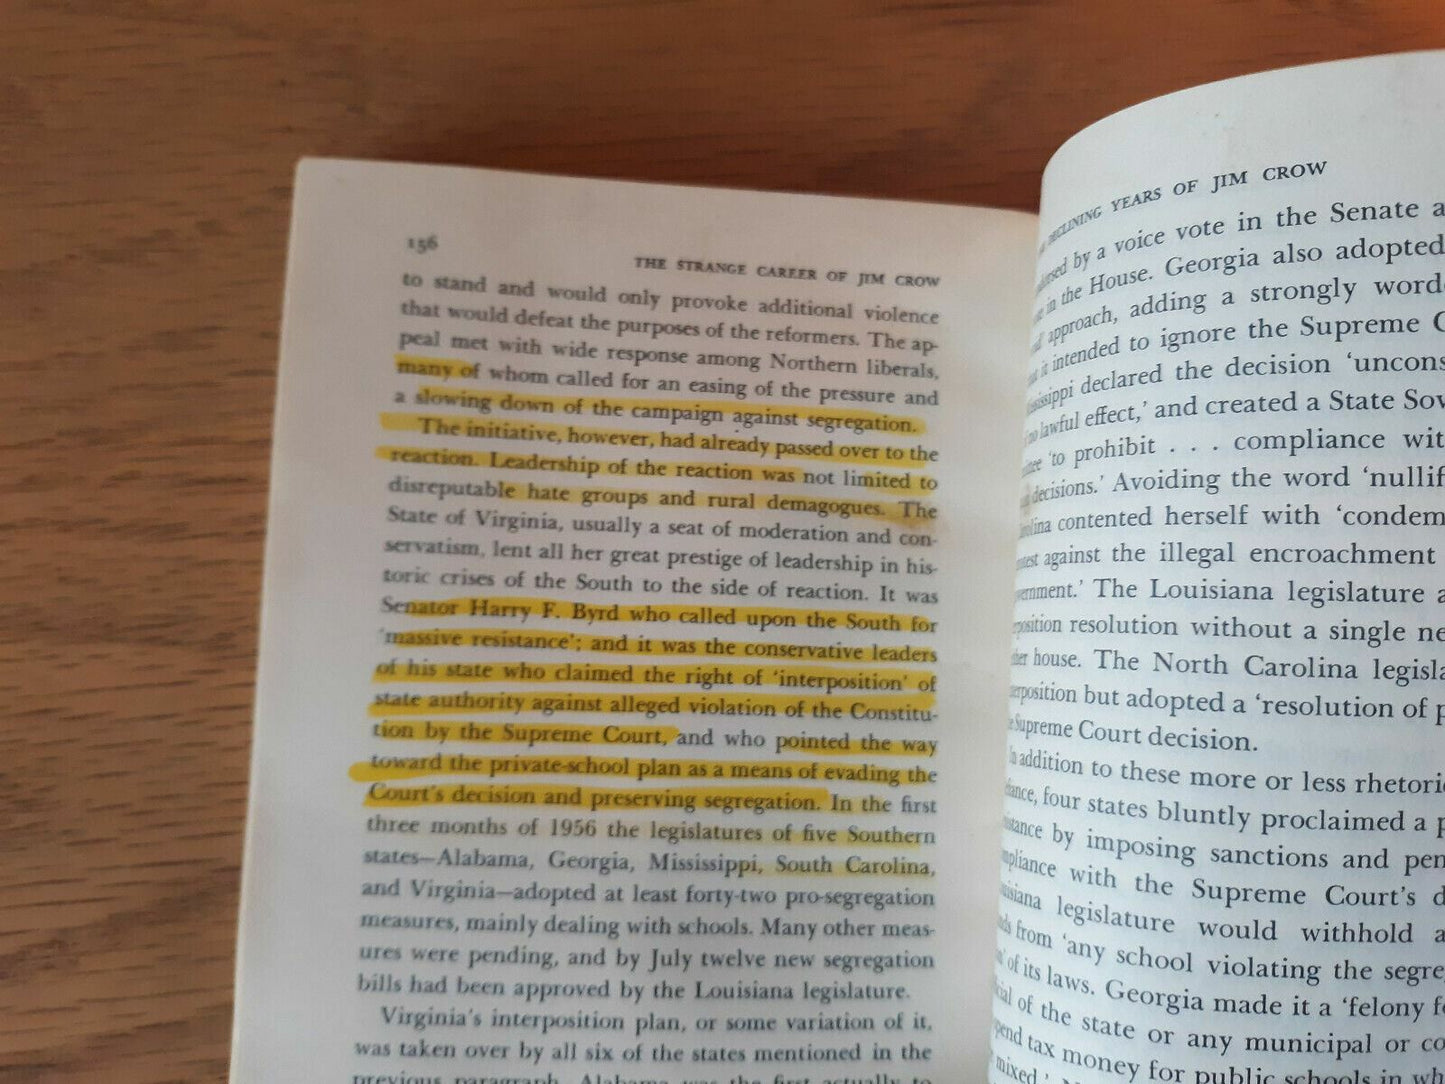 156
THE STRANGE CAREER OF JIM CROW
to stand and would only provoke additional violence
that would defeat the purposes of the reformers. The ap-
peal met with wide response among Northern liberals,
many of whom called for an easing of the pressure and
a slowing down of the campaign against segregation.
The initiative, however, had already passed over to the
reaction. Leadership of the reaction was not limited to
disreputable hate groups and rural demagogues. The
State of Virginia, usually a seat of moderation and con-
servatism, lent all her great prestige of leadership in his-
toric crises of the South to the side of reaction. It was
Senator Harry F. Byrd who called upon the South for
'massive resistance'; and it was the conservative leaders
of his state who claimed the right of 'interposition' of
state authority against alleged violation of the Constitu-
tion by the Supreme Court, and who pointed the way
toward the private-school plan as a means of evading the
Court's decision and preserving segregation. In the first
three months of 1956 the legislatures of five Southern
states—Alabama, Georgia, Mississippi, South Carolina,
and Virginia—adopted at least forty-two pro-segregation
measures, mainly dealing with schools. Many other meas-
ures were pending, and by July twelve new segregation
bills had been approved by the Louisiana legislature.
Virginia's interposition plan, or some variation of it,
was taken over by all six of the states mentioned in the
previous paragraph. Alabama was the first actually to
DECLINING YEARS OF JIM CROW
by a voice vote in the Senate a
in the House. Georgia also adopted
approach, adding a strongly word
intended to ignore the Supreme C
declared the decision 'uncons
lawful effect,' and created a State Sov
'to prohibit . . . compliance wit
decisions.' Avoiding the word 'nullif
contented herself with 'condem
against the illegal encroachment
The Louisiana legislature a
resolution without a single ne
house. The North Carolina legisla
but adopted a 'resolution of p
Supreme Court decision.
In addition to these more or less rhetoric
four states bluntly proclaimed a p
by imposing sanctions and pen
with the Supreme Court's d
legislature would withhold a
from 'any school violating the segre
of its laws. Georgia made it a 'felony fo
of the state or any municipal or co
tax money for public schools in wh
mixed.'